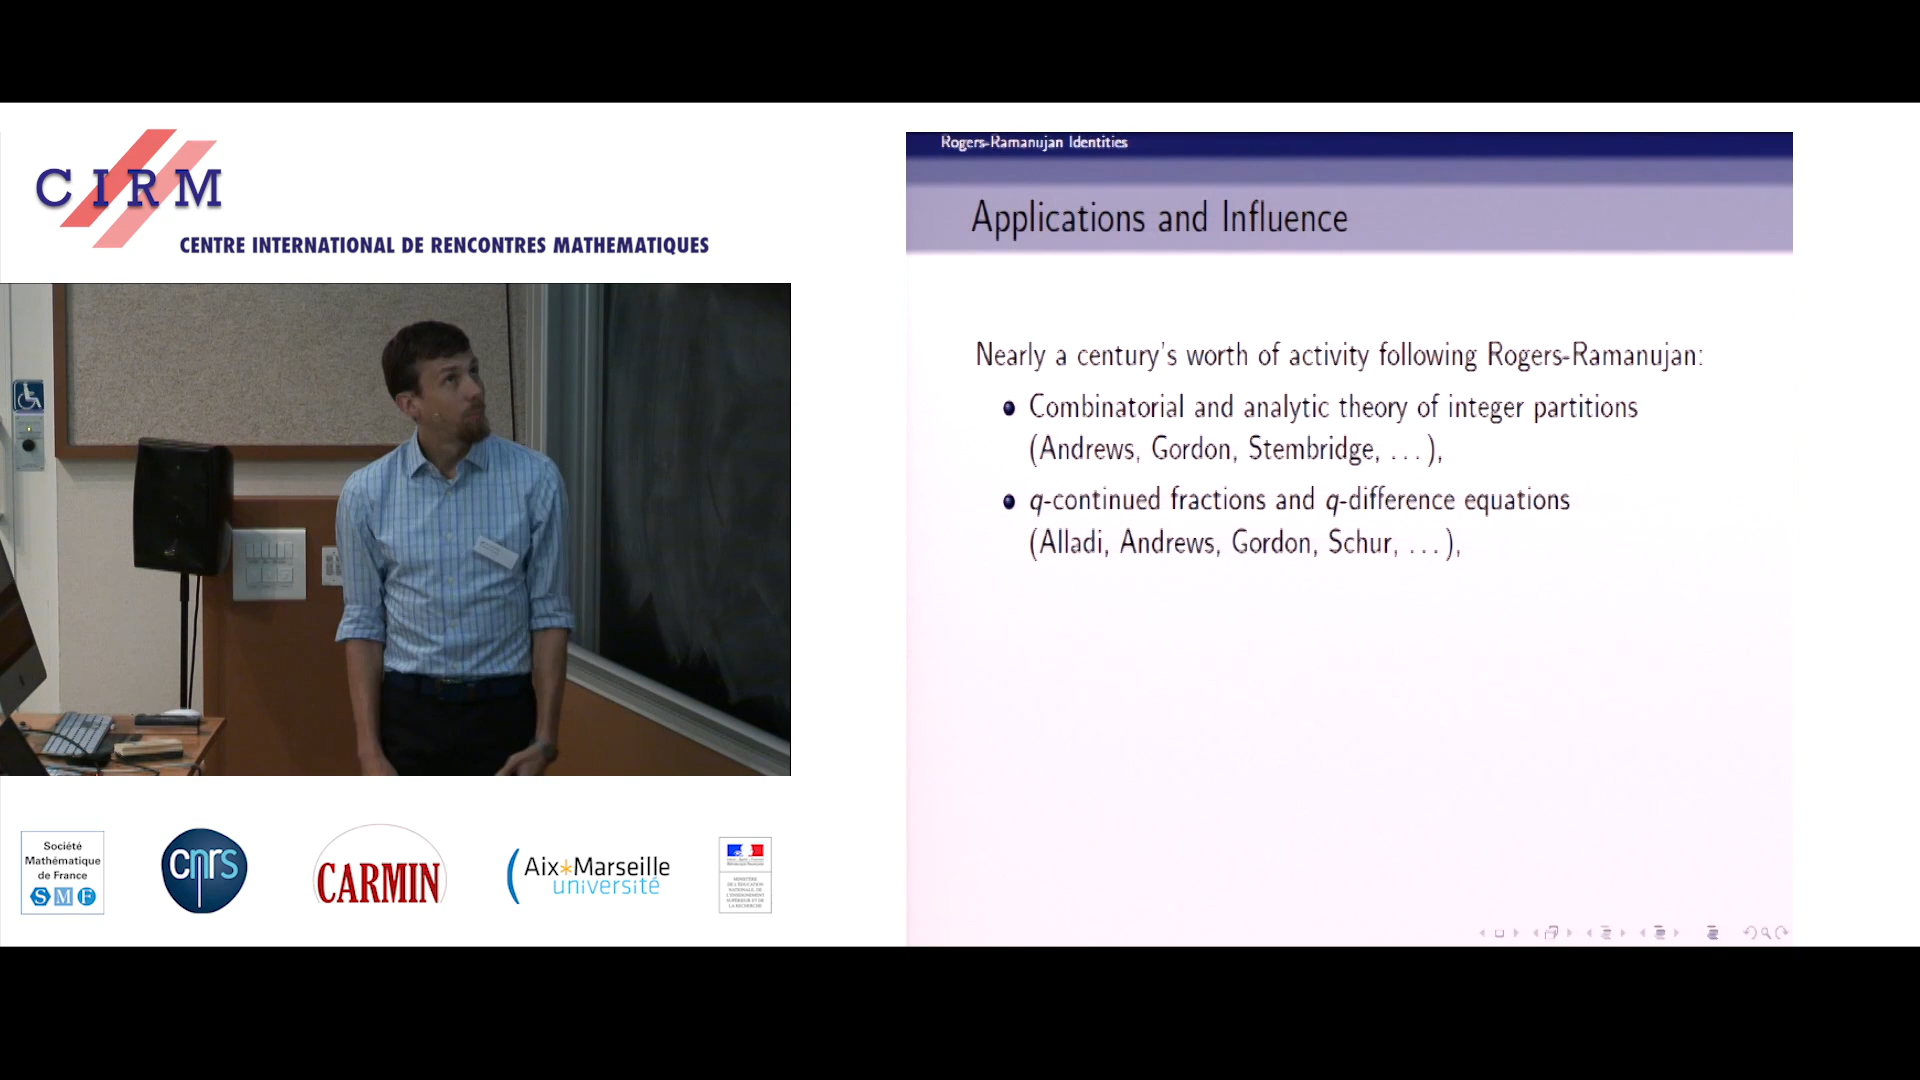 CIRM
CENTRE INTERNATIONAL DE RENCONTRES MATHEMATIQUES
Rogers-Ramanujan Identities
Applications and Influence
Nearly a century's worth of activity following Rogers-Ramanujan:
Combinatorial and analytic theory of integer partitions
(Andrews, Gordon, Stembridge, ...),
q-continued fractions and q-difference equations
(Alladi, Andrews, Gordon, Schur, ...),
Société
Mathématique
de France
SMF
cnrs
CARMIN
Aix*Marseille
université